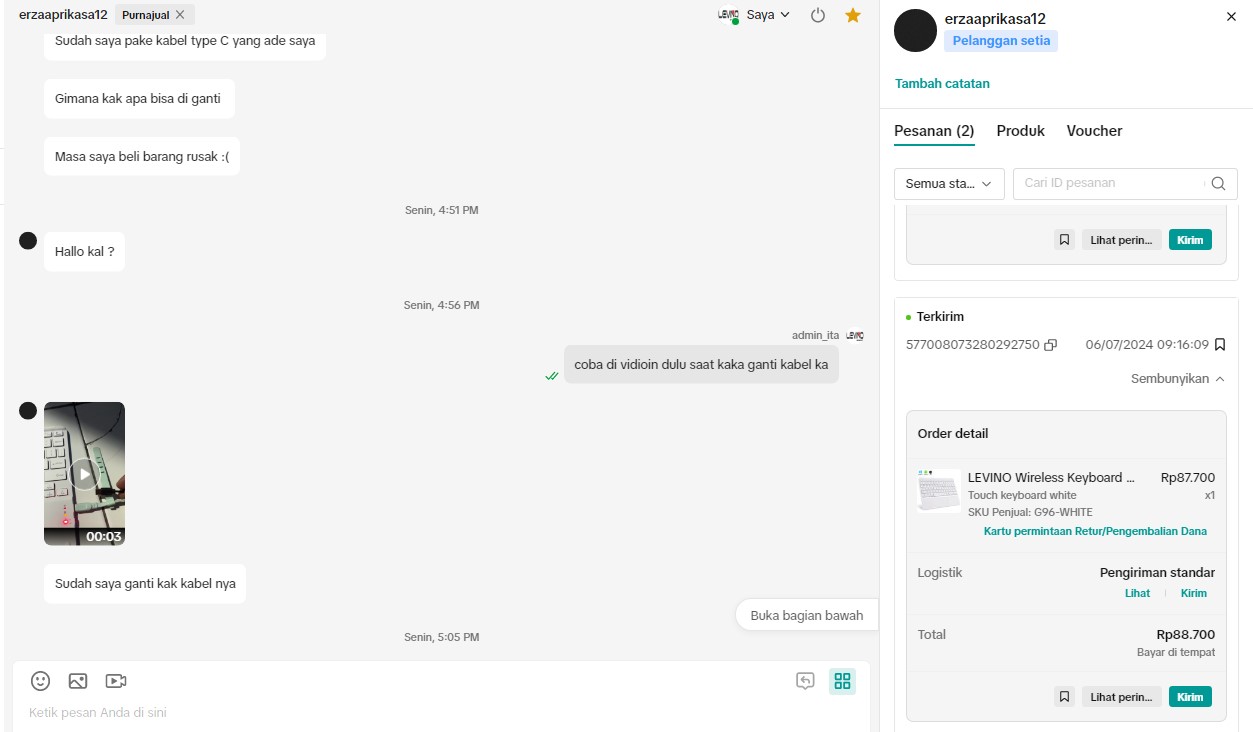 erzaaprikasa12
Purnajual
LEVINO Saya
Sudah saya pake kabel type C yang ade saya
Gimana kak apa bisa di ganti
Masa saya beli barang rusak :(
Senin, 4:51 PM
Hallo kal ?
Senin, 4:56 PM
admin_ita LEVINO
coba di vidioin dulu saat kaka ganti kabel ka
00:03
Sudah saya ganti kak kabel nya
Buka bagian bawah
Senin, 5:05 PM
Ketik pesan Anda di sini
erzaaprikasa12
Pelanggan setia
Tambah catatan
Pesanan (2) Produk Voucher
Semua sta... Cari ID pesanan
Lihat perin... Kirim
Terkirim
577008073280292750 06/07/2024 09:16:09
Sembunyikan
Order detail
LEVINO Wireless Keyboard ... Rp87.700
Touch keyboard white x1
SKU Penjual: G96-WHITE
Kartu permintaan Retur/Pengembalian Dana
Logistik Pengiriman standar
Lihat Kirim
Total Rp88.700
Bayar di tempat
Lihat perin... Kirim